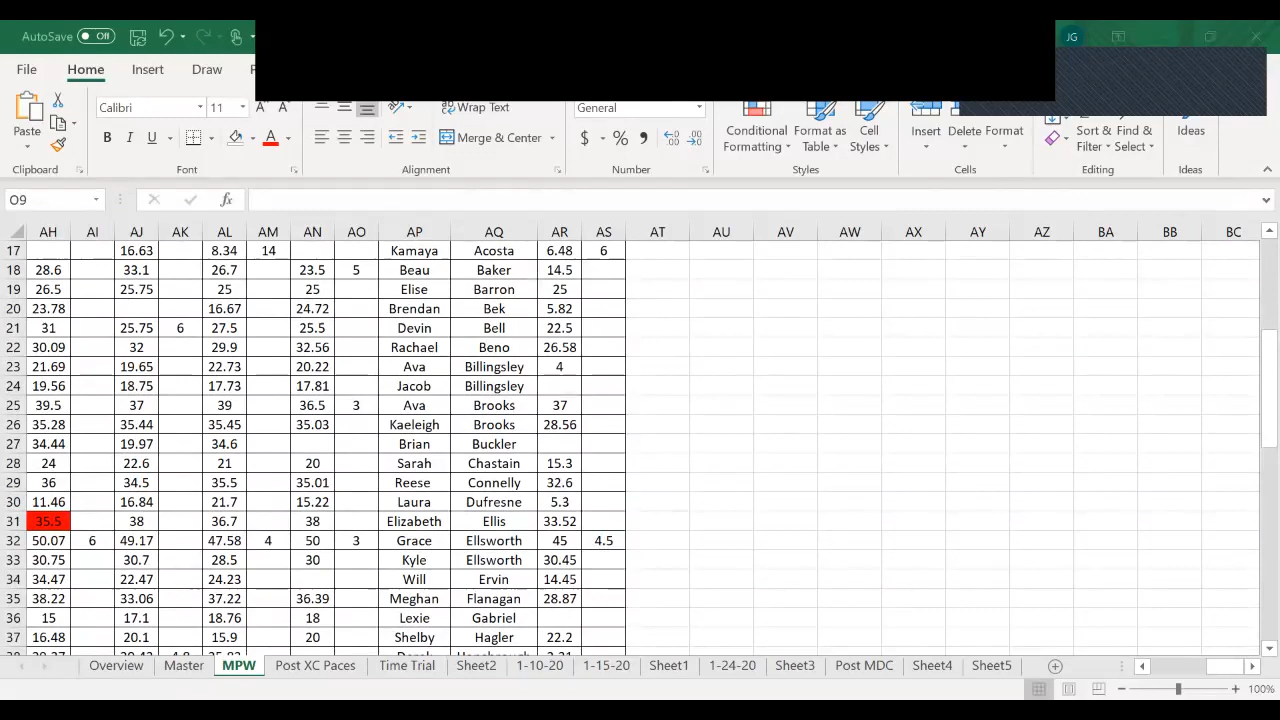 AutoSave Off JG
File Home Insert Draw
Calibri 11 A A Wrap Text General
Paste B I U A Merge & Center $ % Conditional Formatting Format as Table Cell Styles Insert Delete Format Sort & Filter Find & Select Ideas
Clipboard Font Alignment Number Styles Cells Editing Ideas
O9 fx
AH AI AJ AK AL AM AN AO AP AQ AR AS AT AU AV AW AX AY AZ BA BB BC
17 16.63 8.34 14 Kamaya Acosta 6.48 6
18 28.6 33.1 26.7 23.5 5 Beau Baker 14.5
19 26.5 25.75 25 25 Elise Barron 25
20 23.78 16.67 24.72 Brendan Bek 5.82
21 31 25.75 6 27.5 25.5 Devin Bell 22.5
22 30.09 32 29.9 32.56 Rachael Beno 26.58
23 21.69 19.65 22.73 20.22 Ava Billingsley 4
24 19.56 18.75 17.73 17.81 Jacob Billingsley
25 39.5 37 39 36.5 3 Ava Brooks 37
26 35.28 35.44 35.45 35.03 Kaeleigh Brooks 28.56
27 34.44 19.97 34.6 Brian Buckler
28 24 22.6 21 20 Sarah Chastain 15.3
29 36 34.5 35.5 35.01 Reese Connelly 32.6
30 11.46 16.84 21.7 15.22 Laura Dufresne 5.3
31 35.5 38 36.7 38 Elizabeth Ellis 33.52
32 50.07 6 49.17 47.58 4 50 3 Grace Ellsworth 45 4.5
33 30.75 30.7 28.5 30 Kyle Ellsworth 30.45
34 34.47 22.47 24.23 Will Ervin 14.45
35 38.22 33.06 37.22 36.39 Meghan Flanagan 28.87
36 15 17.1 18.76 18 Lexie Gabriel
37 16.48 20.1 15.9 20 Shelby Hagler 22.2
Overview Master MPW Post XC Paces Time Trial Sheet2 1-10-20 1-15-20 Sheet1 1-24-20 Sheet3 Post MDC Sheet4 Sheet5
100%